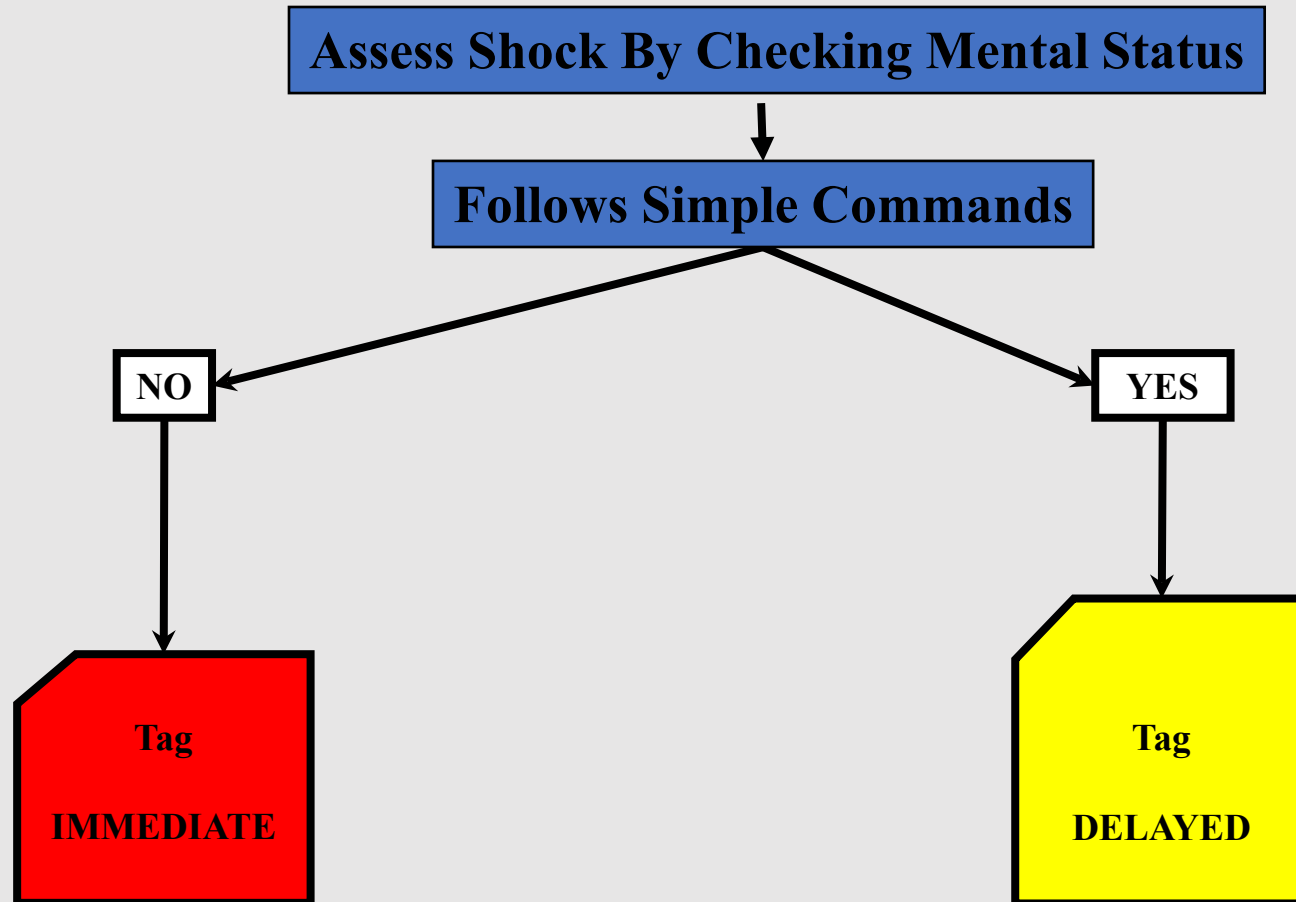 Assess Shock By Checking Mental Status
Follows Simple Commands
NO
YES
Tag
IMMEDIATE
Tag
DELAYED